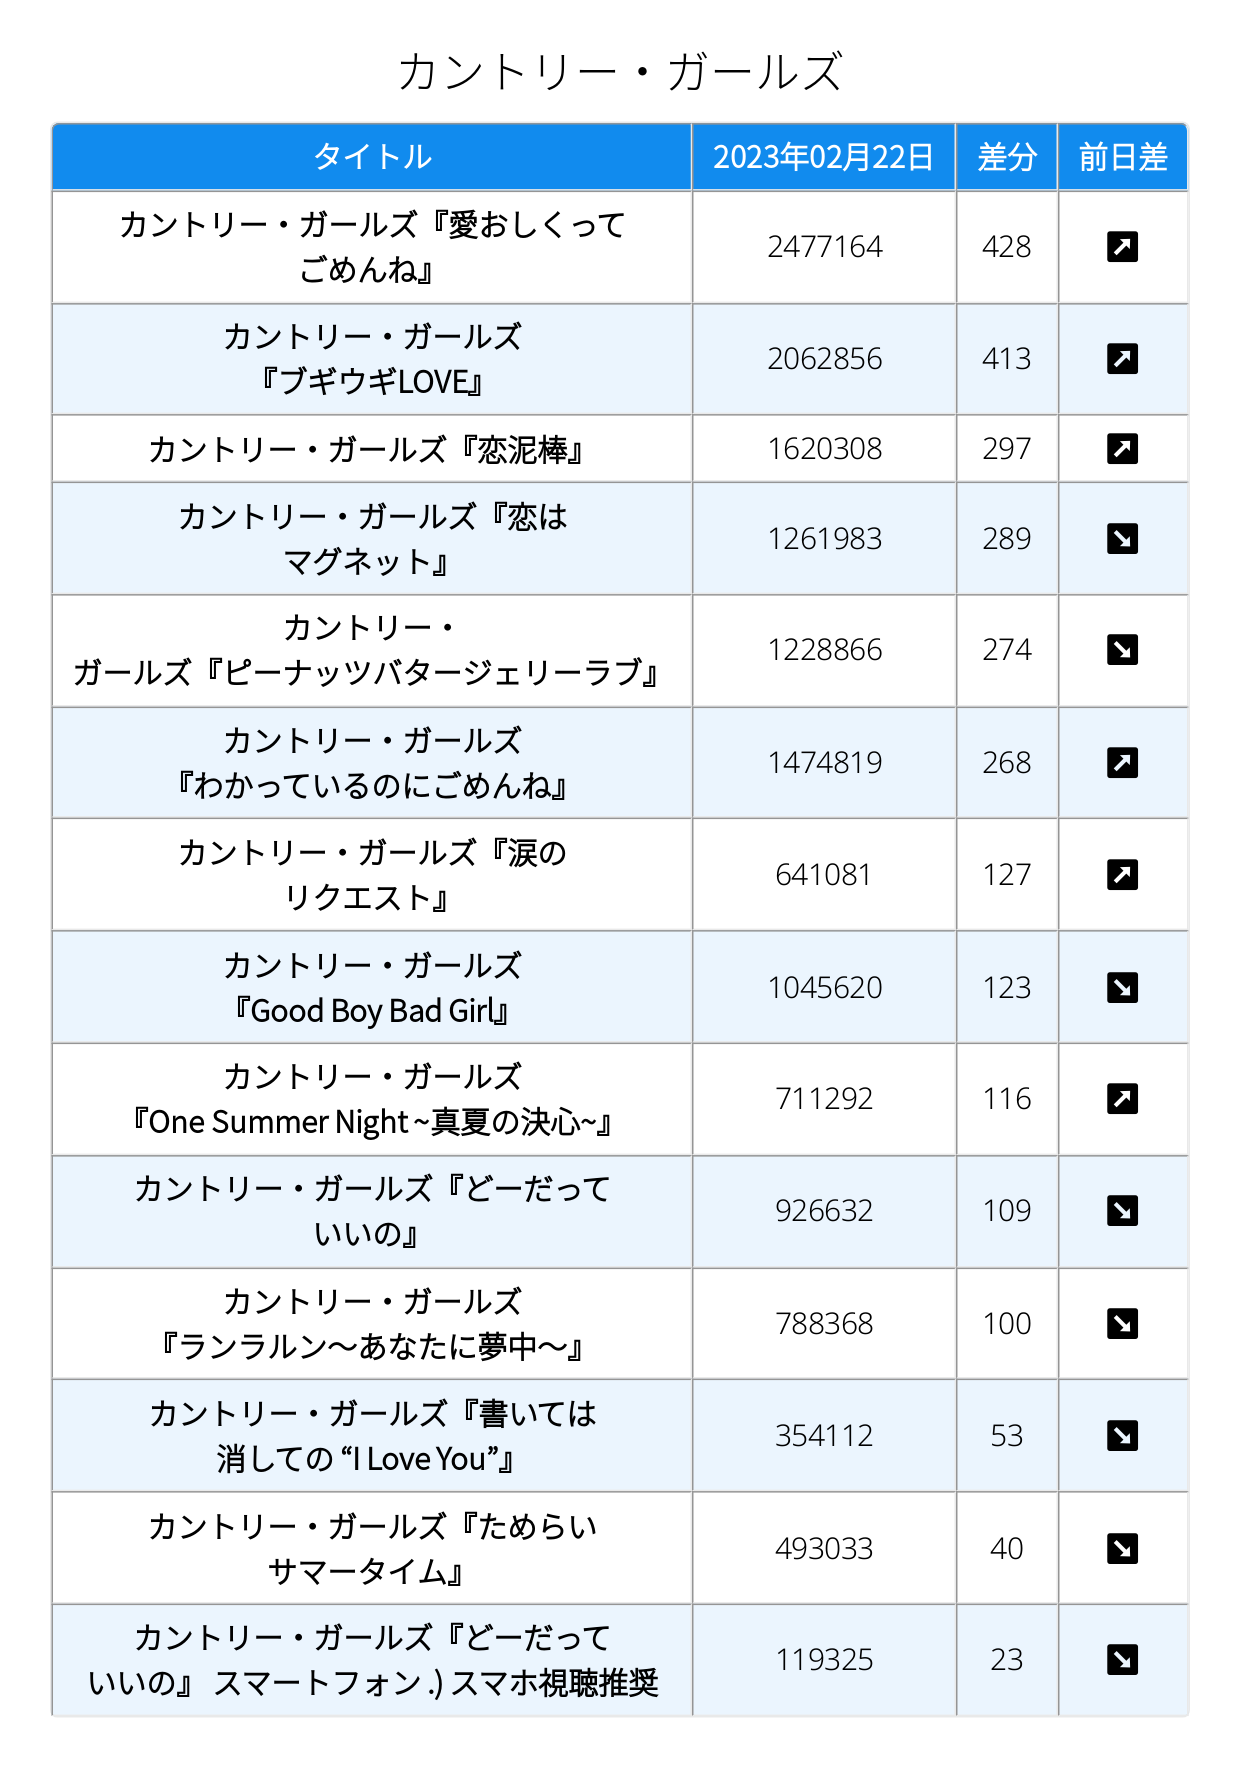 カントリー・ガールズ
タイトル 2023年02月22日 差分 前日差
カントリー・ガールズ『愛おしくって
ごめんね』
2477164 428
カントリー・ガールズ
『ブギウギLOVE』
2062856 413
カントリー・ガールズ『恋泥棒』 1620308 297
カントリー・ガールズ『恋は
マグネット』
1261983 289
カントリー・
ガールズ『ピーナッツバタージェリーラブ』
1228866 274
カントリー・ガールズ
『わかっているのにごめんね』
1474819 268
カントリー・ガールズ『涙の
リクエスト』
641081 127
カントリー・ガールズ
『Good Boy Bad Girl』
1045620 123
カントリー・ガールズ
『One Summer Night ~真夏の決心~』
711292 116
カントリー・ガールズ『どーだって
いいの』
926632 109
カントリー・ガールズ
『ランラルン～あなたに夢中～』
788368 100
カントリー・ガールズ『書いては
消しての “I Love You”』
354112 53
カントリー・ガールズ『ためらい
サマータイム』
493033 40
カントリー・ガールズ『どーだって
いいの』 スマートフォン .) スマホ視聴推奨
119325 23